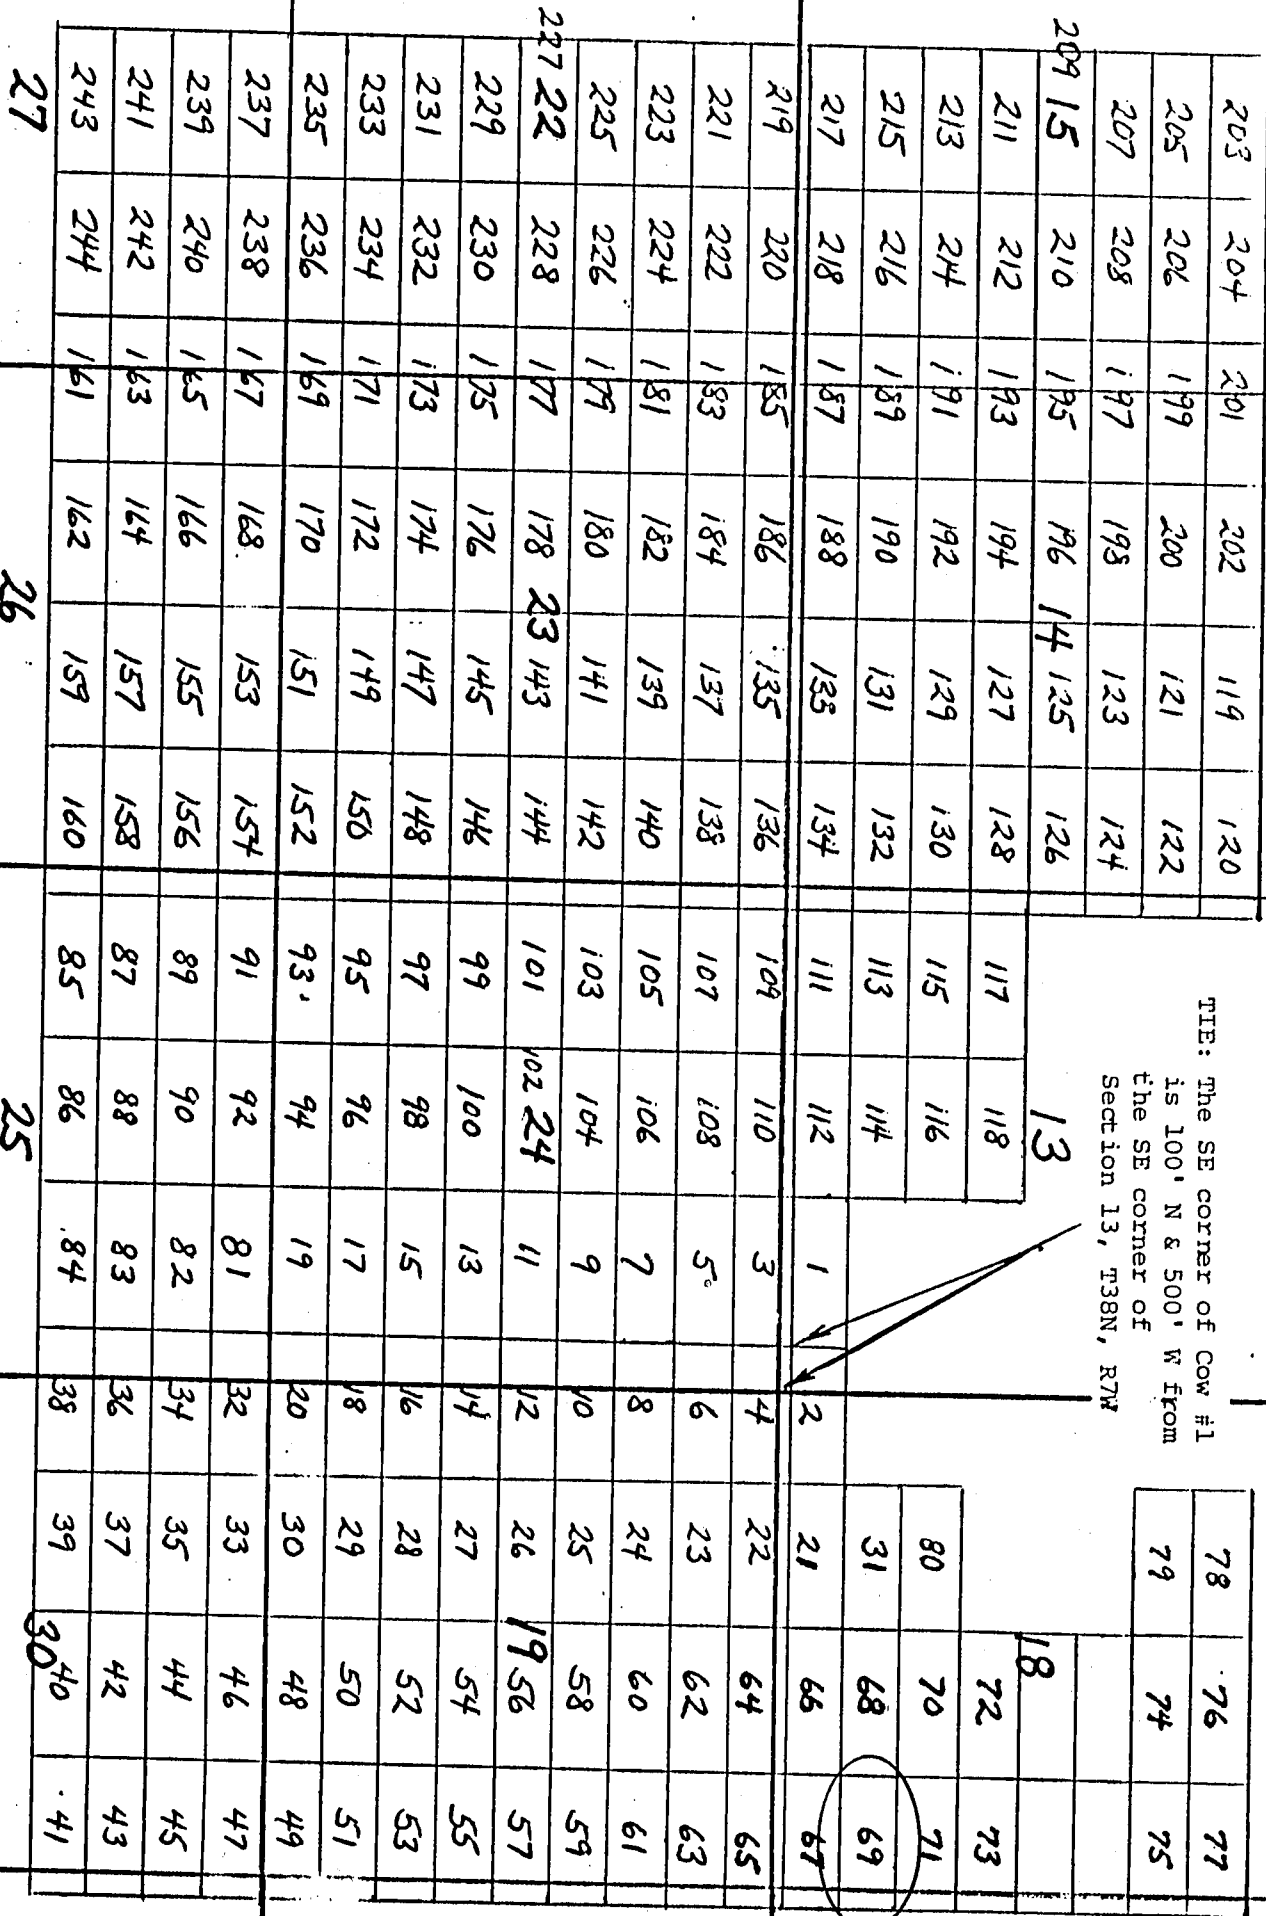 203 204 201 202 119 120 78 76 77
TIE: The SE corner of Cow #1
is 100' N & 500' W from
the SE corner of
Section 13, T38N, R7W
205 206 199 200 121 122 79 74 75
207 208 197 198 123 124
209 15 210 195 196 14 125 126 13 18
211 212 193 194 127 128 117 118 72 73
213 214 191 192 129 130 115 116 80 70 71
215 216 189 190 131 132 113 114 31 68 69
217 218 187 188 133 134 111 112 1 2 21 66 67
219 220 185 186 135 136 109 110 3 4 22 64 65
221 222 183 184 137 138 107 108 5 6 23 62 63
223 224 181 182 139 140 105 106 7 8 24 60 61
225 226 179 180 141 142 103 104 9 10 25 58 59
227 22 228 177 178 23 143 144 101 102 24 11 12 26 19 56 57
229 230 175 176 145 146 99 100 13 14 27 54 55
231 232 173 174 147 148 97 98 15 16 28 52 53
233 234 171 172 149 150 95 96 17 18 29 50 51
235 236 169 170 151 152 93 94 19 20 30 48 49
237 238 167 168 153 154 91 92 81 32 33 46 47
239 240 165 166 155 156 89 90 82 34 35 44 45
241 242 163 164 157 158 87 88 83 36 37 42 43
243 244 161 162 159 160 85 86 84 38 39 40 41
27 26 25 30